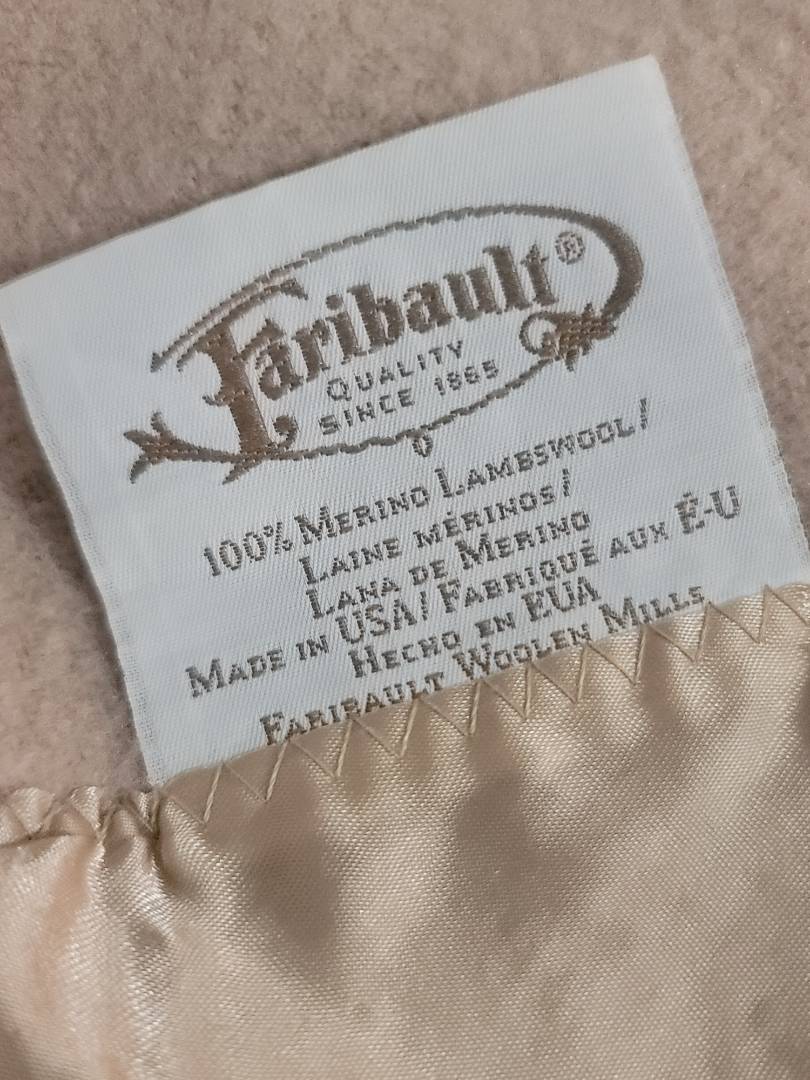 Faribault®
QUALITY
SINCE 1865
100% MERINO LAMBSWOOL/
LAINE MÉRINOS/
LANA DE MERINO
MADE IN USA/ FABRIQUÉ AUX É-U
HECHO EN EUA
FARIBAULT WOOLEN MILLS